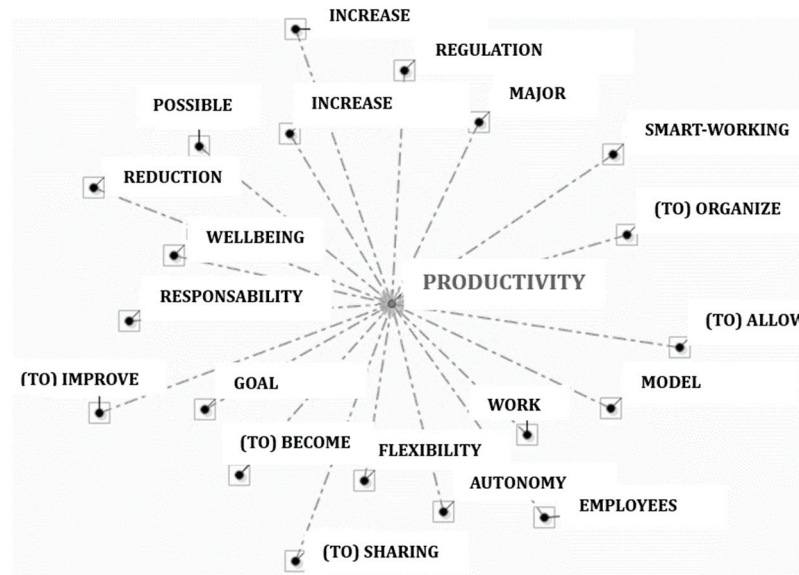 INCREASE
REGULATION
INCREASE
MAJOR
POSSIBLE
SMART-WORKING
REDUCTION
(TO) ORGANIZE
WELLBEING
PRODUCTIVITY
RESPONSABILITY
(TO) ALLOW
(TO) IMPROVE
GOAL
MODEL
WORK
(TO) BECOME
FLEXIBILITY
AUTONOMY
EMPLOYEES
(TO) SHARING